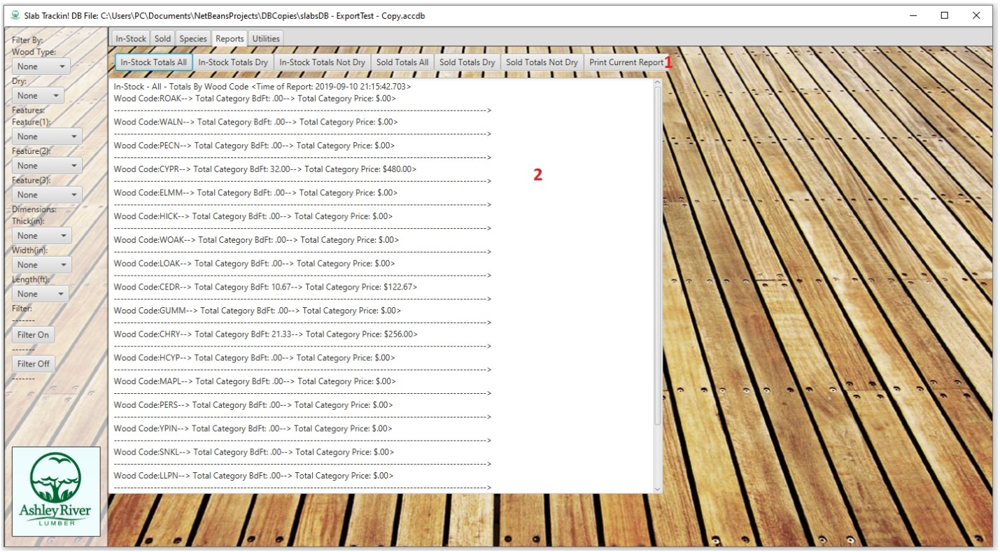 Slab Trackin! DB File: C:\Users\PC\Documents\NetBeansProjects\DBCopies\slabsDB - ExportTest - Copy.accdb
In-Stock Sold Species Reports Utilities
In-Stock Totals All In-Stock Totals Dry In-Stock Totals Not Dry Sold Totals All Sold Totals Dry Sold Totals Not Dry Print Current Report 1
Filter By:
Wood Type:
None
Dry:
None
Features:
Feature(1):
None
Feature(2):
None
Feature(3):
None
Dimensions:
Thick(in):
None
Width(in):
None
Length(ft):
None
Filter:
-------
Filter On
-------
Filter Off
-------
Ashley River
LUMBER
In-Stock - All - Totals By Wood Code <Time of Report: 2019-09-10 21:15:42.703>
Wood Code:ROAK--> Total Category BdFt: .00--> Total Category Price: $.00>
------------------------------------------------------------------------------------------------------------>
Wood Code:WALN--> Total Category BdFt: .00--> Total Category Price: $.00>
------------------------------------------------------------------------------------------------------------>
Wood Code:PECN--> Total Category BdFt: .00--> Total Category Price: $.00>
------------------------------------------------------------------------------------------------------------>
Wood Code:CYPR--> Total Category BdFt: 32.00--> Total Category Price: $480.00>
2
------------------------------------------------------------------------------------------------------------>
Wood Code:ELMM--> Total Category BdFt: .00--> Total Category Price: $.00>
------------------------------------------------------------------------------------------------------------>
Wood Code:HICK--> Total Category BdFt: .00--> Total Category Price: $.00>
------------------------------------------------------------------------------------------------------------>
Wood Code:WOAK--> Total Category BdFt: .00--> Total Category Price: $.00>
------------------------------------------------------------------------------------------------------------>
Wood Code:LOAK--> Total Category BdFt: .00--> Total Category Price: $.00>
------------------------------------------------------------------------------------------------------------>
Wood Code:CEDR--> Total Category BdFt: 10.67--> Total Category Price: $122.67>
------------------------------------------------------------------------------------------------------------>
Wood Code:GUMM--> Total Category BdFt: .00--> Total Category Price: $.00>
------------------------------------------------------------------------------------------------------------>
Wood Code:CHRY--> Total Category BdFt: 21.33--> Total Category Price: $256.00>
------------------------------------------------------------------------------------------------------------>
Wood Code:HCYP--> Total Category BdFt: .00--> Total Category Price: $.00>
------------------------------------------------------------------------------------------------------------>
Wood Code:MAPL--> Total Category BdFt: .00--> Total Category Price: $.00>
------------------------------------------------------------------------------------------------------------>
Wood Code:PERS--> Total Category BdFt: .00--> Total Category Price: $.00>
------------------------------------------------------------------------------------------------------------>
Wood Code:YPIN--> Total Category BdFt: .00--> Total Category Price: $.00>
------------------------------------------------------------------------------------------------------------>
Wood Code:SNKL--> Total Category BdFt: .00--> Total Category Price: $.00>
------------------------------------------------------------------------------------------------------------>
Wood Code:LLPN--> Total Category BdFt: .00--> Total Category Price: $.00>
------------------------------------------------------------------------------------------------------------>